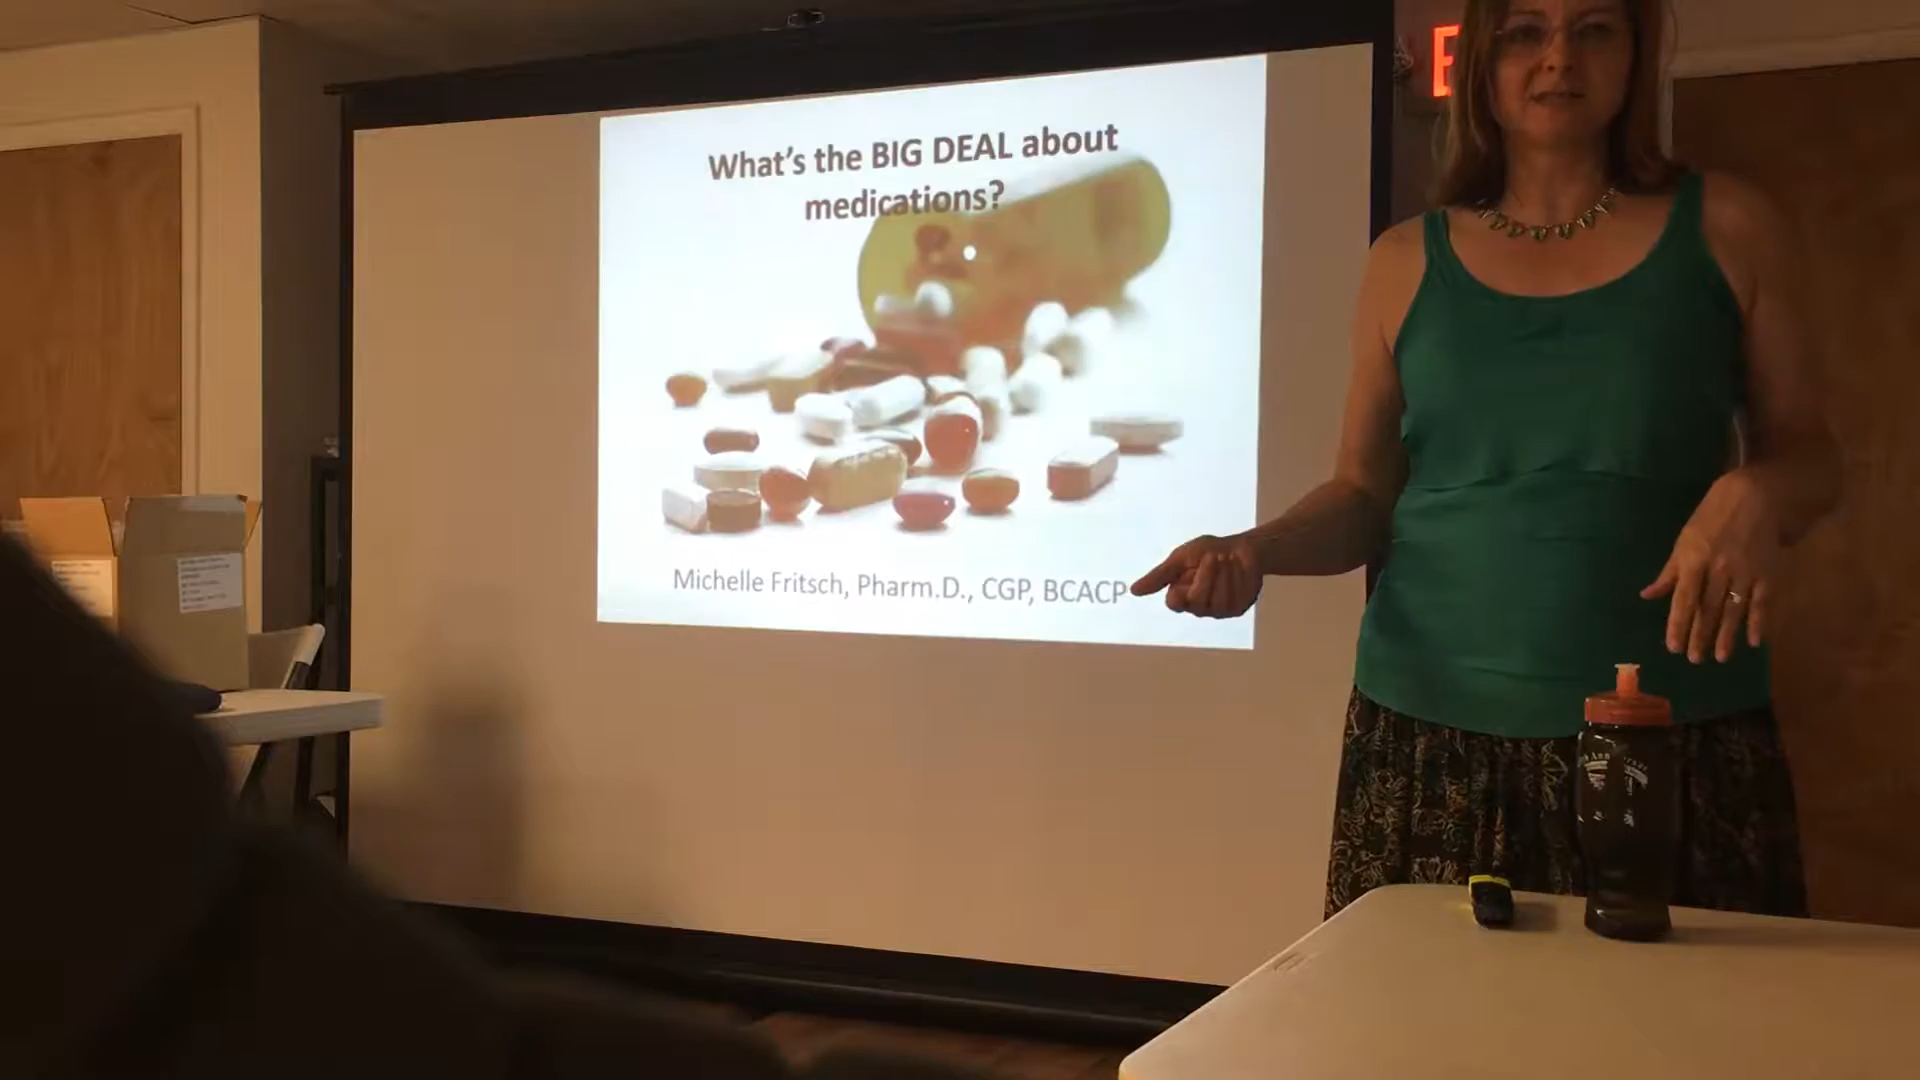 What's the BIG DEAL about
medications?
Michelle Fritsch, Pharm.D., CGP, BCACP
E